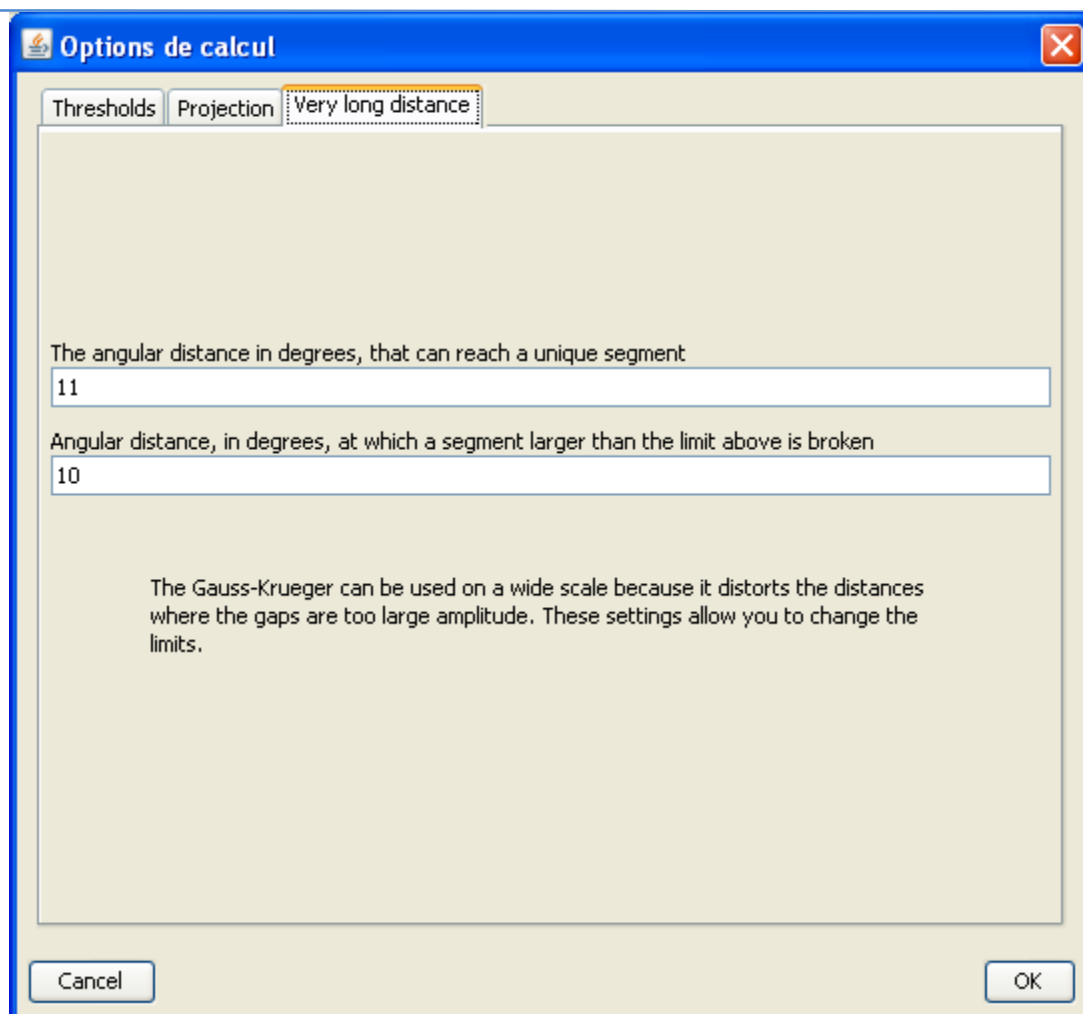 Options de calcul
Thresholds Projection Very long distance
The angular distance in degrees, that can reach a unique segment
11
Angular distance, in degrees, at which a segment larger than the limit above is broken
10
The Gauss-Krueger can be used on a wide scale because it distorts the distances
where the gaps are too large amplitude. These settings allow you to change the
limits.
Cancel OK